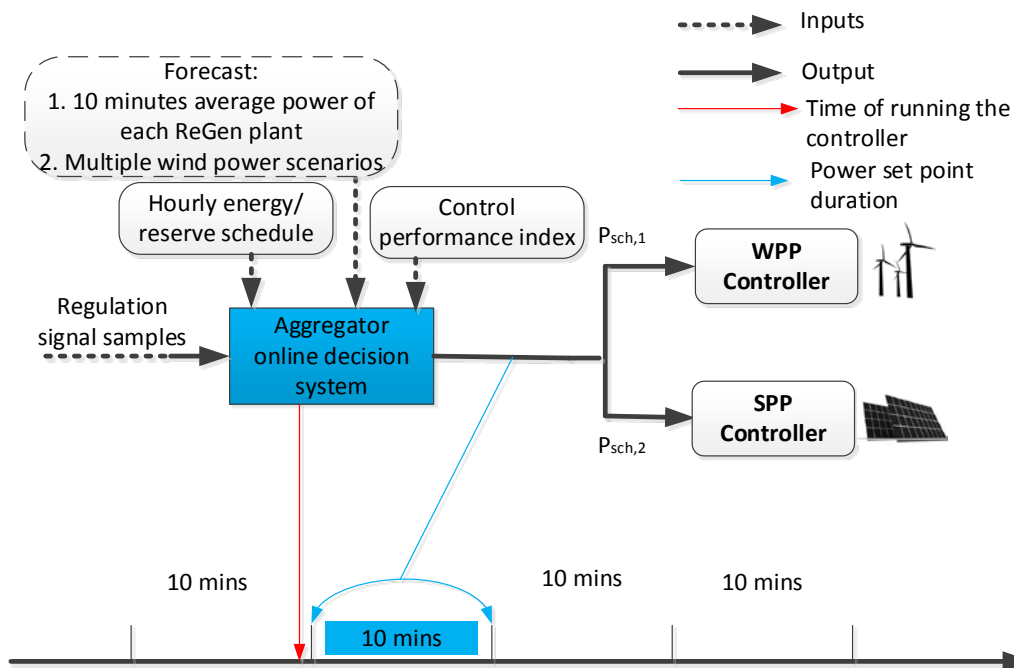 Inputs
Output
Time of running the
controller
Power set point
duration
Forecast:
1. 10 minutes average power of
each ReGen plant
2. Multiple wind power scenarios
Hourly energy/
reserve schedule
Control
performance index
Regulation
signal samples
Aggregator
online decision
system
Psch,1
WPP
Controller
Psch,2
SPP
Controller
10 mins
10 mins
10 mins
10 mins